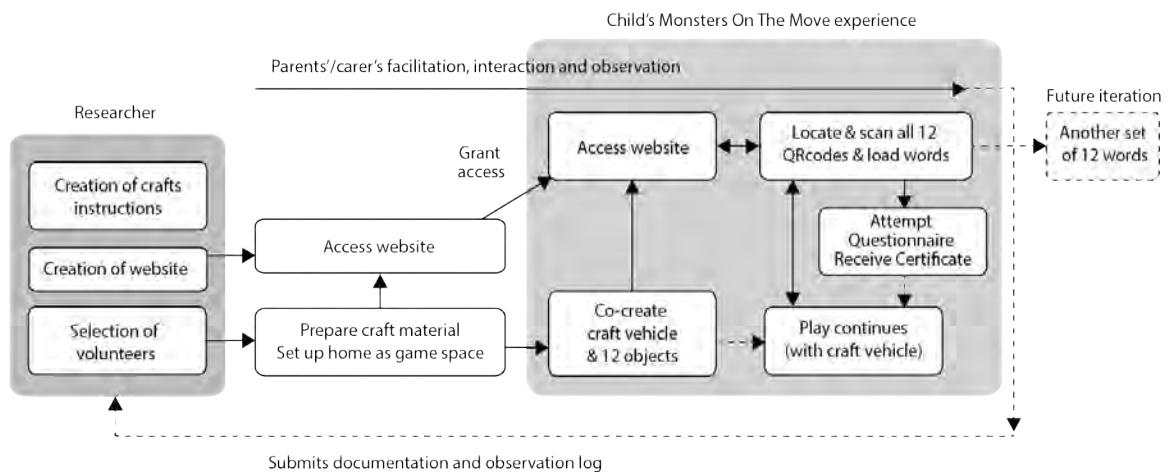 Child's Monsters On The Move experience
Parents'/carer's facilitation, interaction and observation
Researcher
Creation of crafts
instructions
Creation of website
Selection of
volunteers
Access website
Prepare craft material
Set up home as game space
Grant
access
Access website
Co-create
craft vehicle
& 12 objects
Locate & scan all 12
QRcodes & load words
Attempt
Questionnaire
Receive Certificate
Play continues
(with craft vehicle)
Future iteration
Another set
of 12 words
Submits documentation and observation log